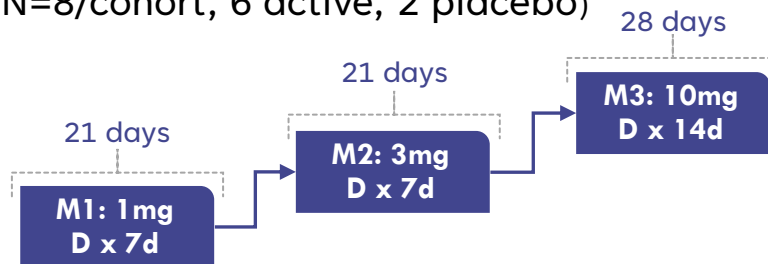 N=8/cohort, 6 active, 2 placebo)
28 days
21 days
M3: 10mg
D x 14d
21 days
M2: 3mg
D x 7d
M1: 1mg
D x 7d